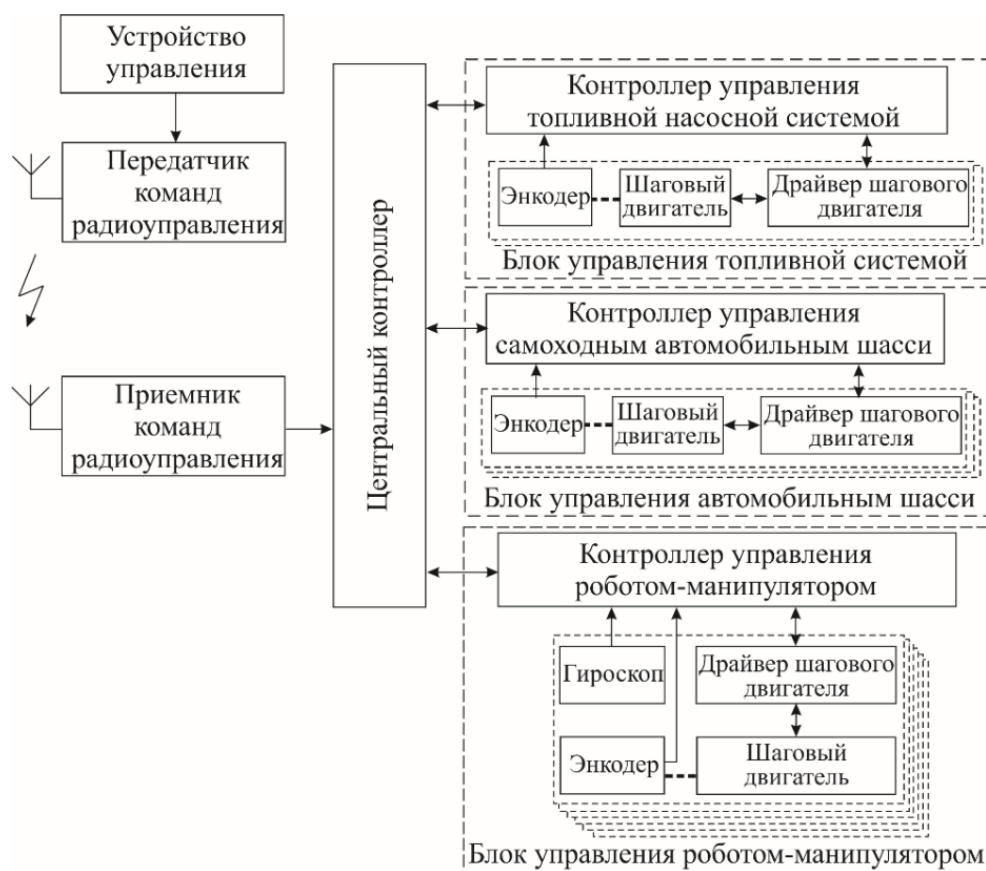 Устройство
управления
Передатчик
команд
радиоуправления
Приемник
команд
радиоуправления
Центральный контроллер
Контроллер управления
топливной насосной системой
Энкодер
Шаговый
двигатель
Драйвер шагового
двигателя
Блок управления топливной системой
Контроллер управления
самоходным автомобильным шасси
Энкодер
Шаговый
двигатель
Драйвер шагового
двигателя
Блок управления автомобильным шасси
Контроллер управления
роботом-манипулятором
Гироскоп
Драйвер шагового
двигателя
Энкодер
Шаговый
двигатель
Блок управления роботом-манипулятором